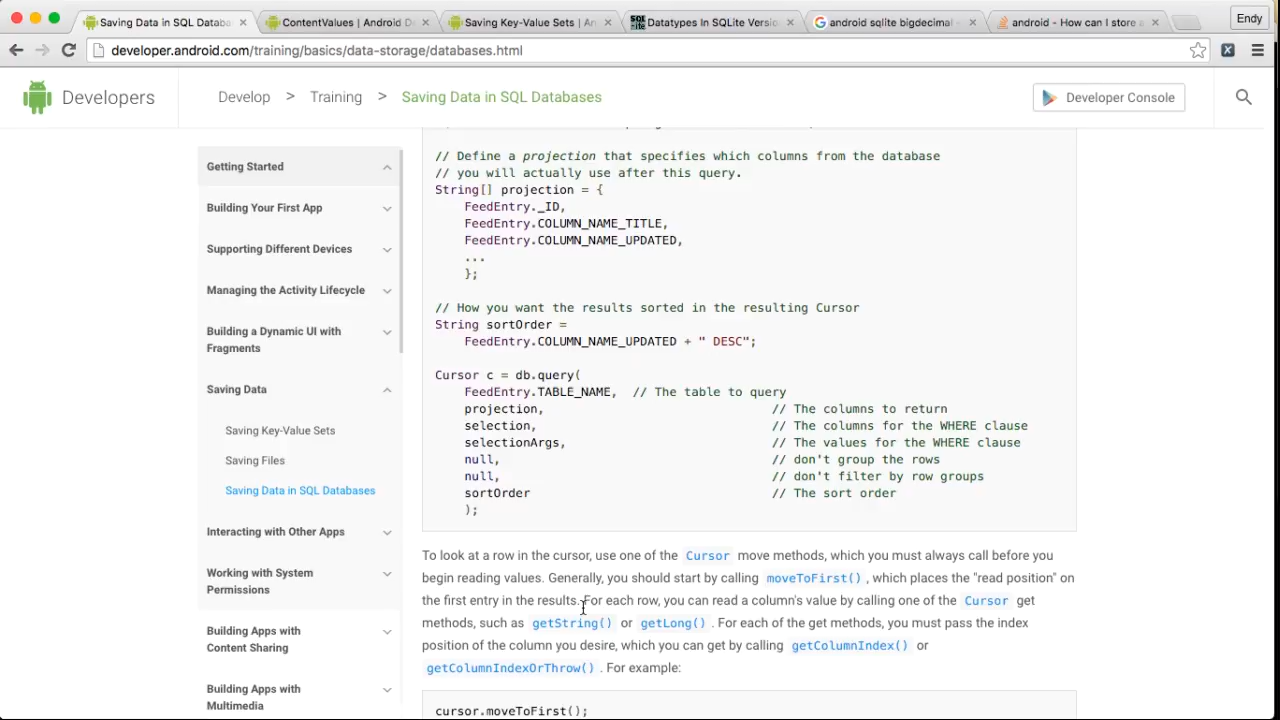 Saving Data in SQL Databa
ContentValues | Android D
Saving Key-Value Sets | An
Datatypes In SQLite Versio
android sqlite bigdecimal
android - How can I store a
Endy
developer.android.com/training/basics/data-storage/databases.html
Developers
Develop > Training > Saving Data in SQL Databases
Developer Console
Getting Started
Building Your First App
Supporting Different Devices
Managing the Activity Lifecycle
Building a Dynamic UI with
Fragments
Saving Data
Saving Key-Value Sets
Saving Files
Saving Data in SQL Databases
Interacting with Other Apps
Working with System
Permissions
Building Apps with
Content Sharing
Building Apps with
Multimedia
// Define a projection that specifies which columns from the database
// you will actually use after this query.
String[] projection = {
FeedEntry._ID,
FeedEntry.COLUMN_NAME_TITLE,
FeedEntry.COLUMN_NAME_UPDATED,
...
};
// How you want the results sorted in the resulting Cursor
String sortOrder =
FeedEntry.COLUMN_NAME_UPDATED + " DESC";
Cursor c = db.query(
FeedEntry.TABLE_NAME, // The table to query
projection, // The columns to return
selection, // The columns for the WHERE clause
selectionArgs, // The values for the WHERE clause
null, // don't group the rows
null, // don't filter by row groups
sortOrder // The sort order
);
To look at a row in the cursor, use one of the Cursor move methods, which you must always call before you
begin reading values. Generally, you should start by calling moveToFirst() , which places the "read position" on
the first entry in the results. For each row, you can read a column's value by calling one of the Cursor get
methods, such as getString() or getLong() . For each of the get methods, you must pass the index
position of the column you desire, which you can get by calling getColumnIndex() or
getColumnIndexOrThrow() . For example:
cursor.moveToFirst();